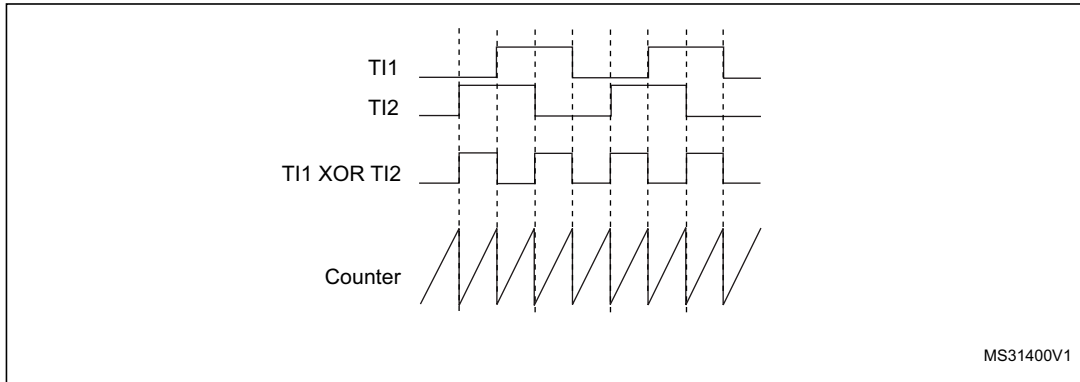 TI1
TI2
TI1 XOR TI2
Counter
MS31400V1